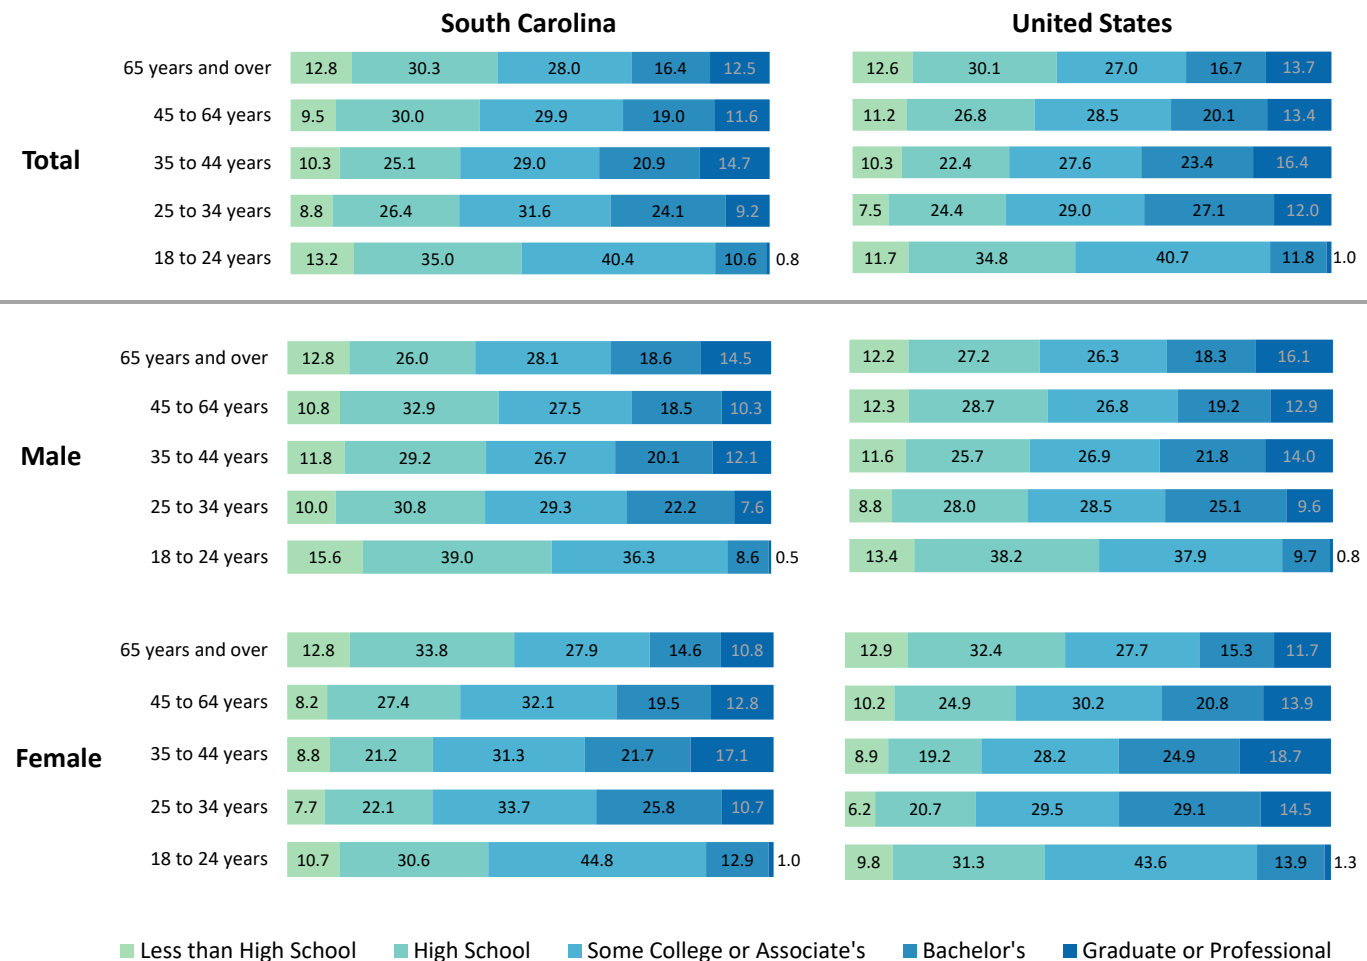 South Carolina United States
65 years and over 12.8 30.3 28.0 16.4 12.5 12.6 30.1 27.0 16.7 13.7
45 to 64 years 9.5 30.0 29.9 19.0 11.6 11.2 26.8 28.5 20.1 13.4
Total 35 to 44 years 10.3 25.1 29.0 20.9 14.7 10.3 22.4 27.6 23.4 16.4
25 to 34 years 8.8 26.4 31.6 24.1 9.2 7.5 24.4 29.0 27.1 12.0
18 to 24 years 13.2 35.0 40.4 10.6 0.8 11.7 34.8 40.7 11.8 1.0
65 years and over 12.8 26.0 28.1 18.6 14.5 12.2 27.2 26.3 18.3 16.1
45 to 64 years 10.8 32.9 27.5 18.5 10.3 12.3 28.7 26.8 19.2 12.9
Male 35 to 44 years 11.8 29.2 26.7 20.1 12.1 11.6 25.7 26.9 21.8 14.0
25 to 34 years 10.0 30.8 29.3 22.2 7.6 8.8 28.0 28.5 25.1 9.6
18 to 24 years 15.6 39.0 36.3 8.6 0.5 13.4 38.2 37.9 9.7 0.8
65 years and over 12.8 33.8 27.9 14.6 10.8 12.9 32.4 27.7 15.3 11.7
45 to 64 years 8.2 27.4 32.1 19.5 12.8 10.2 24.9 30.2 20.8 13.9
Female 35 to 44 years 8.8 21.2 31.3 21.7 17.1 8.9 19.2 28.2 24.9 18.7
25 to 34 years 7.7 22.1 33.7 25.8 10.7 6.2 20.7 29.5 29.1 14.5
18 to 24 years 10.7 30.6 44.8 12.9 1.0 9.8 31.3 43.6 13.9 1.3
Less than High School High School Some College or Associate's Bachelor's Graduate or Professional